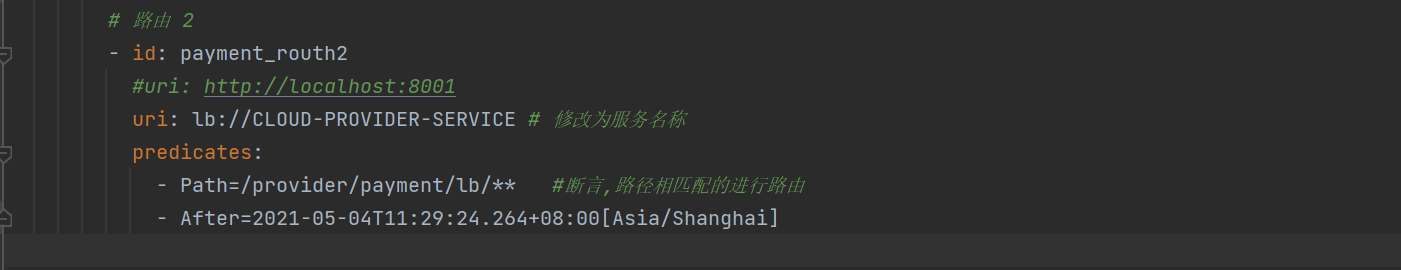 # 路由 2
- id: payment_routh2
#uri: http://localhost:8001
uri: lb://CLOUD-PROVIDER-SERVICE # 修改为服务名称
predicates:
- Path=/provider/payment/lb/** #断言,路径相匹配的进行路由
- After=2021-05-04T11:29:24.264+08:00[Asia/Shanghai]